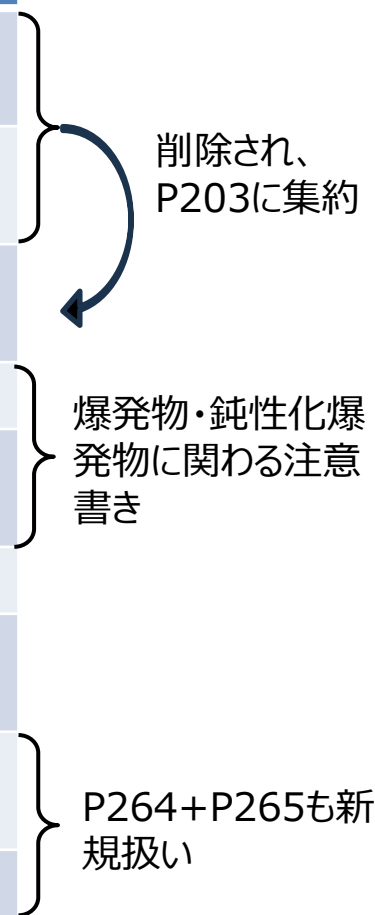 削除され、
P203に集約
爆発物・鈍性化爆
発物に関わる注意
書き
P264+P265も新
規扱い